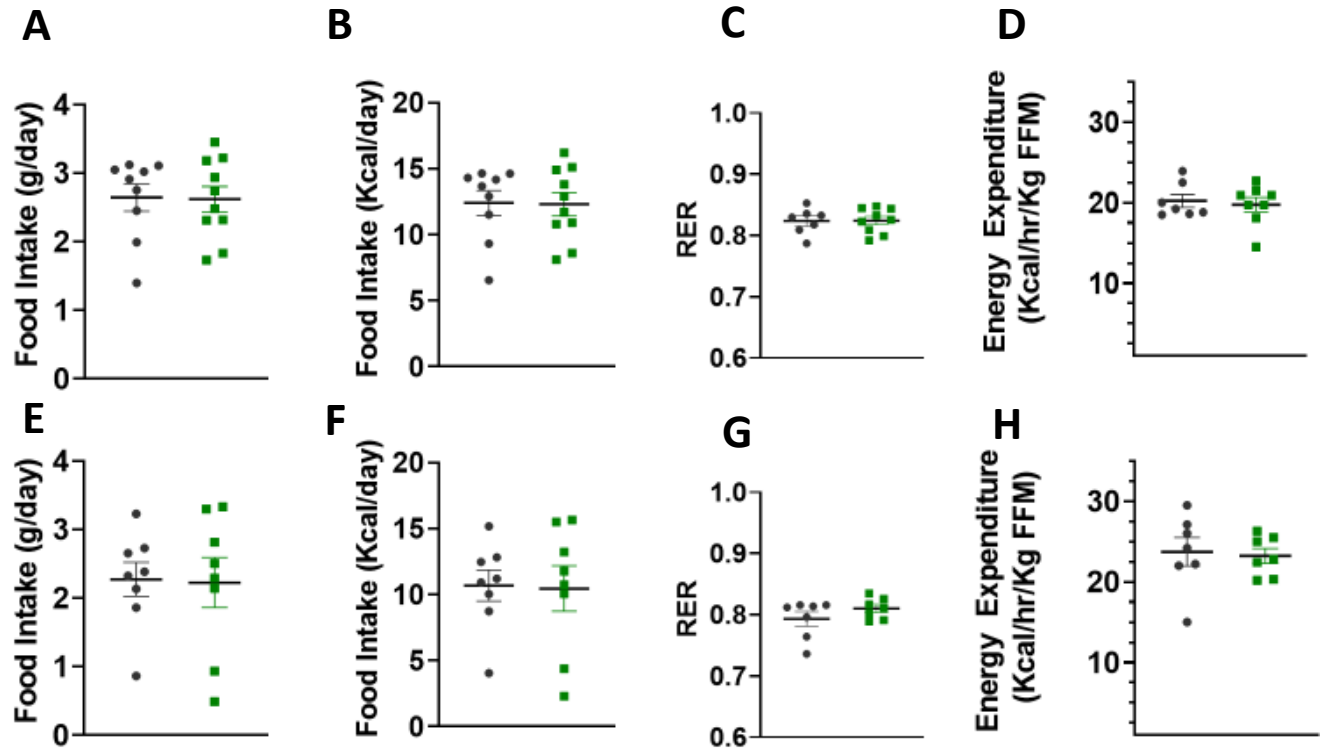 A
B
C
D
Food Intake (g/day)
4
3
2
1
0
Food Intake (Kcal/day)
20
15
10
5
0
RER
1.0
0.9
0.8
0.7
0.6
Energy Expenditure
(Kcal/hr/Kg FFM)
30
20
10
E
F
G
H
Food Intake (g/day)
4
3
2
1
0
Food Intake (Kcal/day)
20
15
10
5
0
RER
1.0
0.9
0.8
0.7
0.6
Energy Expenditure
(Kcal/hr/Kg FFM)
30
20
10